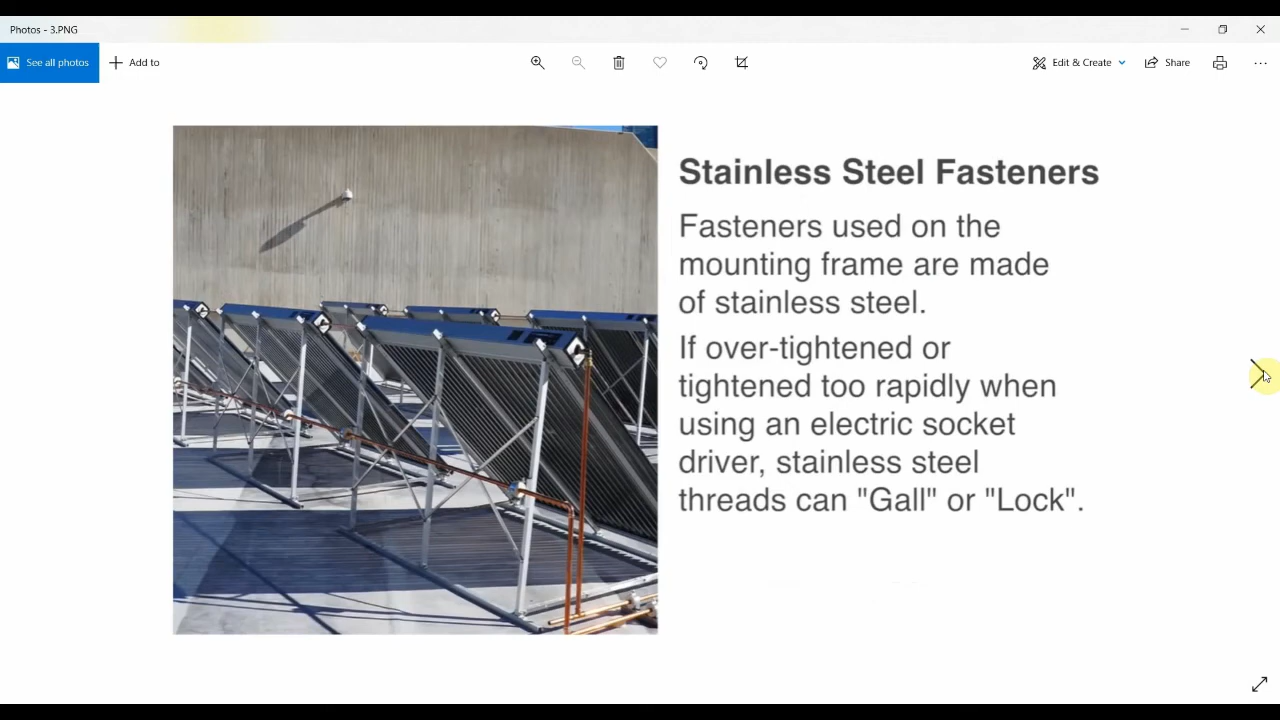 Photos - 3.PNG
See all photos
Add to
Edit & Create
Share
Stainless Steel Fasteners
Fasteners used on the
mounting frame are made
of stainless steel.
If over-tightened or
tightened too rapidly when
using an electric socket
driver, stainless steel
threads can "Gall" or "Lock".